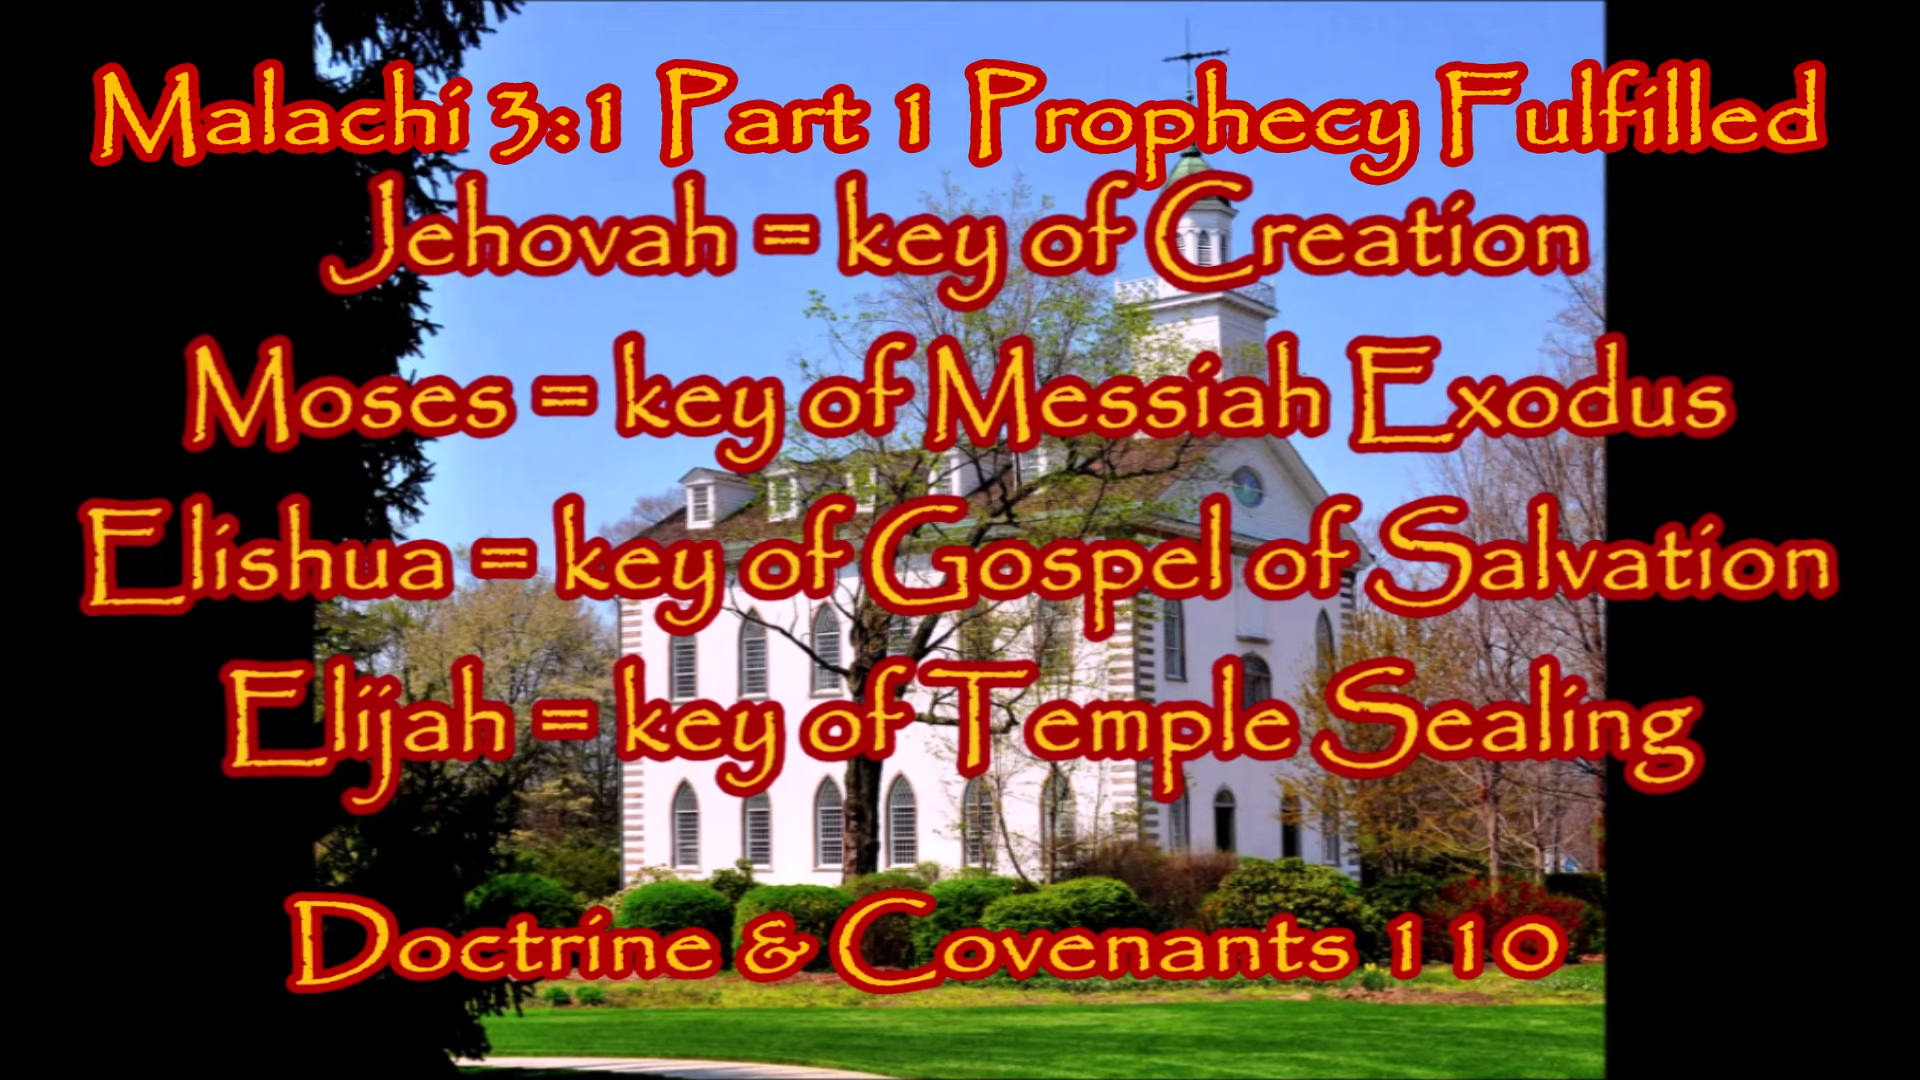 Malachi 3:1 Part 1 Prophecy Fulfilled
Jehovah = key of Creation
Moses = key of Messiah Exodus
Elishua = key of Gospel of Salvation
Elijah = key of Temple Sealing
Doctrine & Covenants 110